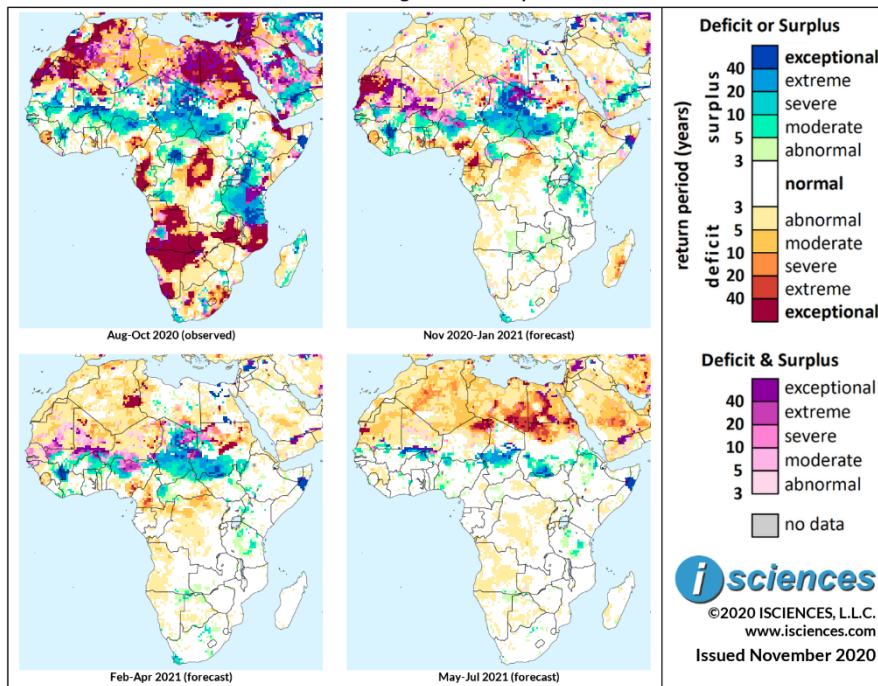 Aug-Oct 2020 (observed)
Nov 2020-Jan 2021 (forecast)
Feb-Apr 2021 (forecast)
May-Jul 2021 (forecast)
Deficit or Surplus
return period (years)
surplus
deficit
40
20
10
5
3
3
5
10
20
40
exceptional
extreme
severe
moderate
abnormal
normal
abnormal
moderate
severe
extreme
exceptional
Deficit & Surplus
40
20
10
5
3
exceptional
extreme
severe
moderate
abnormal
no data
i sciences
©2020 ISCIENCES, L.L.C.
www.isciences.com
Issued November 2020